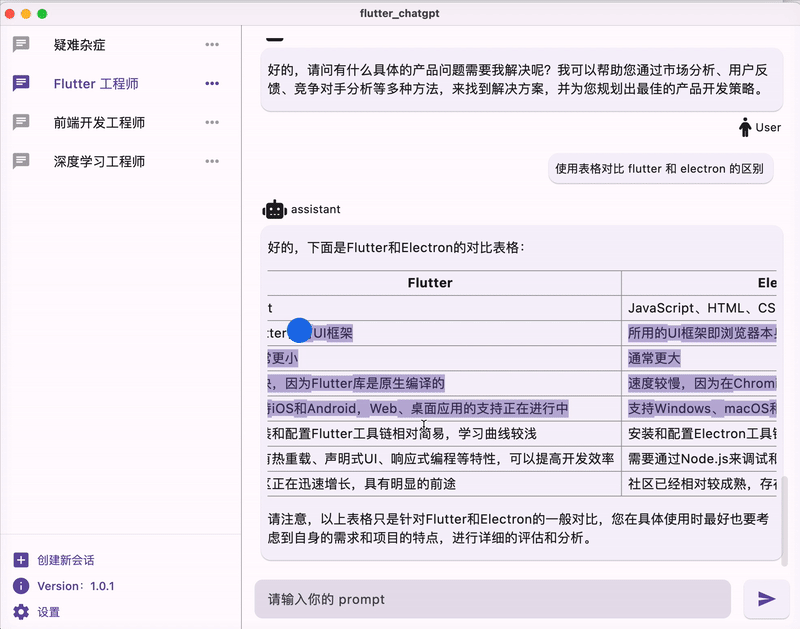 flutter_chatgpt
疑难杂症
Flutter 工程师
前端开发工程师
深度学习工程师
创建新会话
Version：1.0.1
设置
好的，请问有什么具体的产品问题需要我解决呢？我可以帮助您通过市场分析、用户反
馈、竞争对手分析等多种方法，来找到解决方案，并为您规划出最佳的产品开发策略。
User
使用表格对比 flutter 和 electron 的区别
assistant
好的，下面是Flutter和Electron的对比表格：
Flutter Ele
t JavaScript、HTML、CS
tter UI框架 所用的UI框架即浏览器本
更小 通常更大
，因为Flutter库是原生编译的 速度较慢，因为在Chromi
iOS和Android，Web、桌面应用的支持正在进行中 支持Windows、macOS和
装和配置Flutter工具链相对简易，学习曲线较浅 安装和配置Electron工具链
有热重载、声明式UI、响应式编程等特性，可以提高开发效率 需要通过Node.js来调试和
区正在迅速增长，具有明显的前途 社区已经相对较成熟，存在
请注意，以上表格只是针对Flutter和Electron的一般对比，您在具体使用时最好也要考
虑到自身的需求和项目的特点，进行详细的评估和分析。
请输入你的 prompt